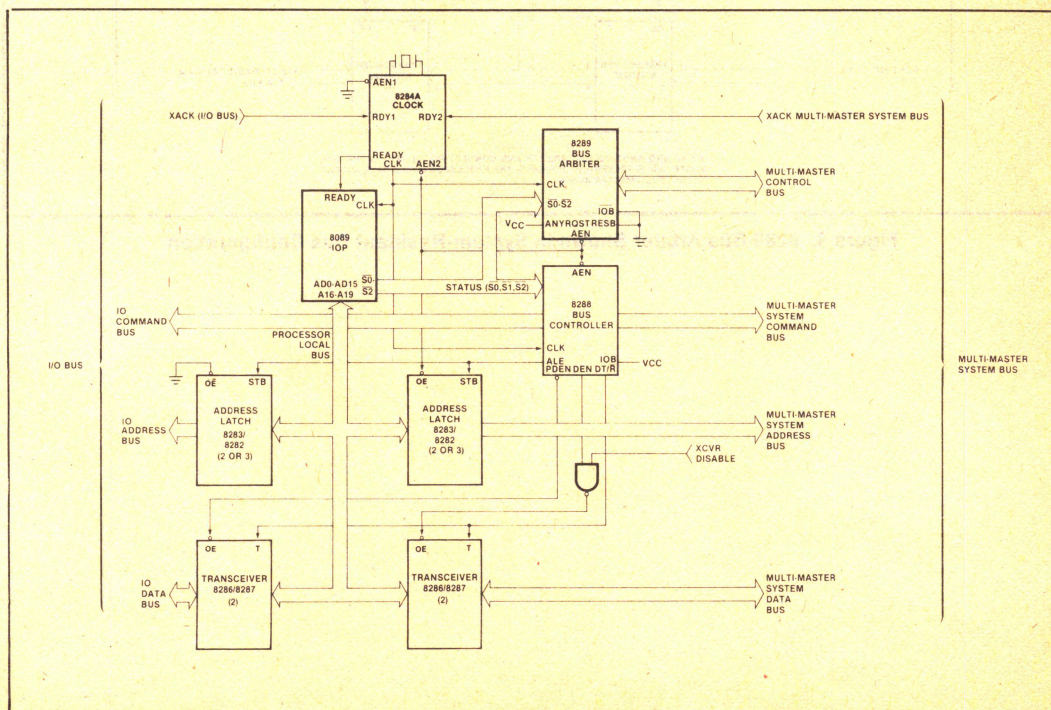 AEN1
8284A
CLOCK
XACK (I/O BUS)
RDY1 RDY2
XACK MULTI-MASTER SYSTEM BUS
READY
CLK AEN2
8289
BUS
ARBITER
CLK
S0-S2
IOB
VCC
ANYRQST RESB
AEN
MULTI-MASTER
CONTROL
BUS
READY
CLK
8089
IOP
AD0-AD15 S0-
A16-A19 S2
STATUS (S0,S1,S2)
AEN
8288
BUS
CONTROLLER
CLK
ALE IOB
PDEN DEN DT/R
VCC
IO
COMMAND
BUS
PROCESSOR
LOCAL
BUS
MULTI-MASTER
SYSTEM
COMMAND
BUS
I/O BUS
MULTI-MASTER
SYSTEM BUS
OE STB
ADDRESS
LATCH
8283/
8282
(2 OR 3)
OE STB
ADDRESS
LATCH
8283/
8282
(2 OR 3)
IO
ADDRESS
BUS
MULTI-MASTER
SYSTEM
ADDRESS
BUS
XCVR
DISABLE
OE T
TRANSCEIVER
8286/8287
(2)
OE T
TRANSCEIVER
8286/8287
(2)
IO
DATA
BUS
MULTI-MASTER
SYSTEM
DATA
BUS